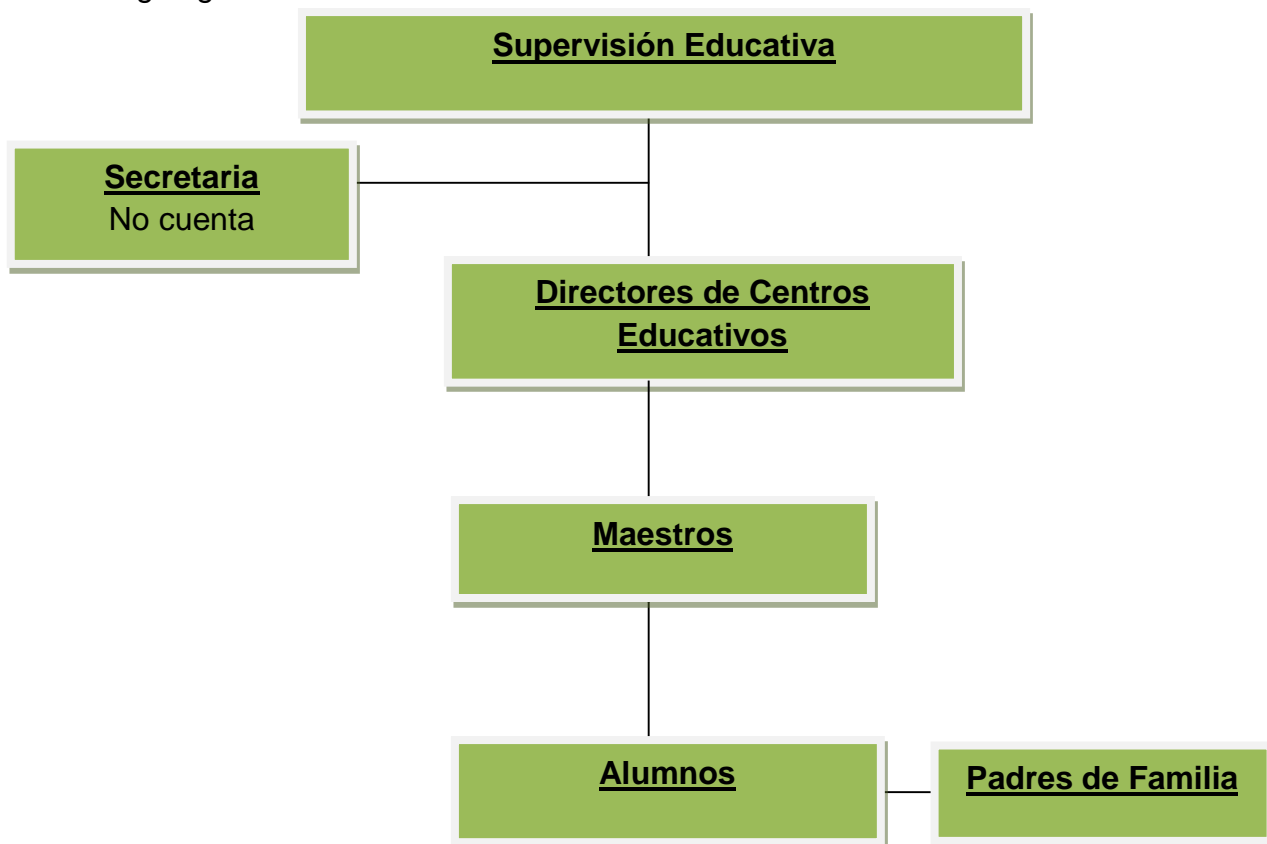 Supervisión Educativa
Secretaria
No cuenta
Directores de Centros
Educativos
Maestros
Alumnos
Padres de Familia